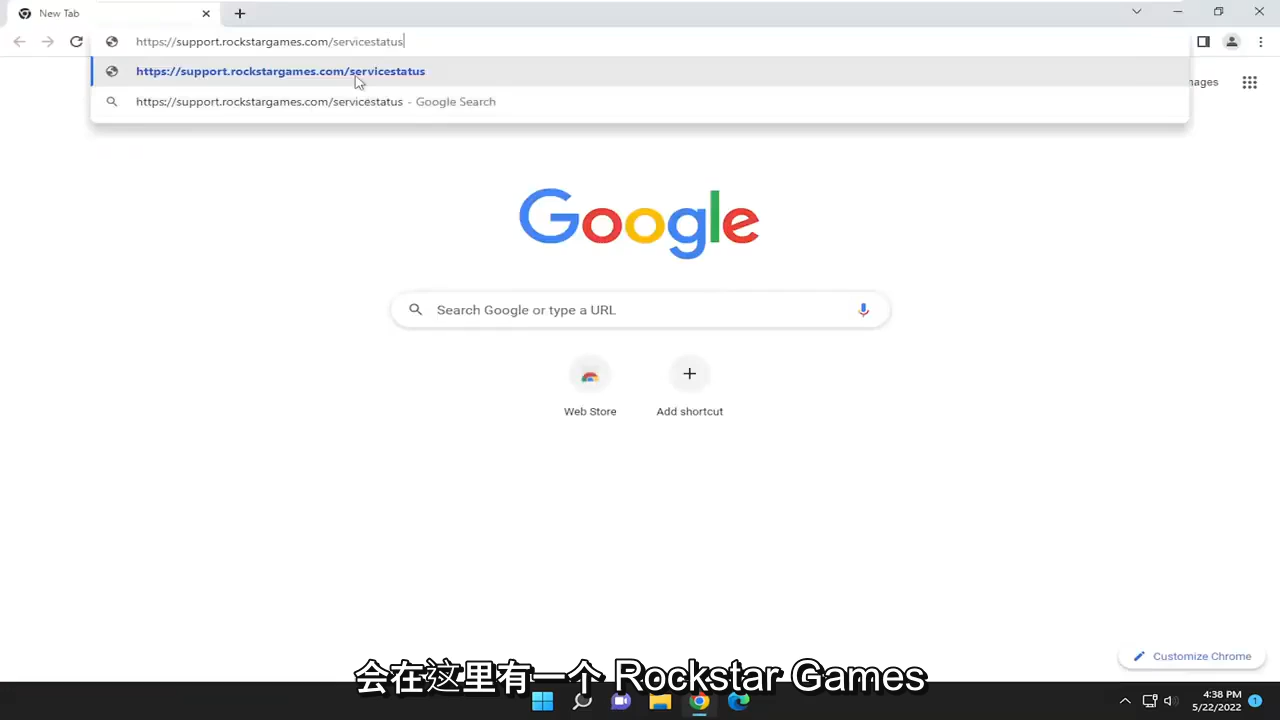 New Tab
https://support.rockstargames.com/servicestatus
https://support.rockstargames.com/servicestatus
https://support.rockstargames.com/servicestatus - Google Search
Google
Search Google or type a URL
Web Store
Add shortcut
Customize Chrome
会在这里有一个 Rockstar Games
4:38 PM
5/22/2022
1